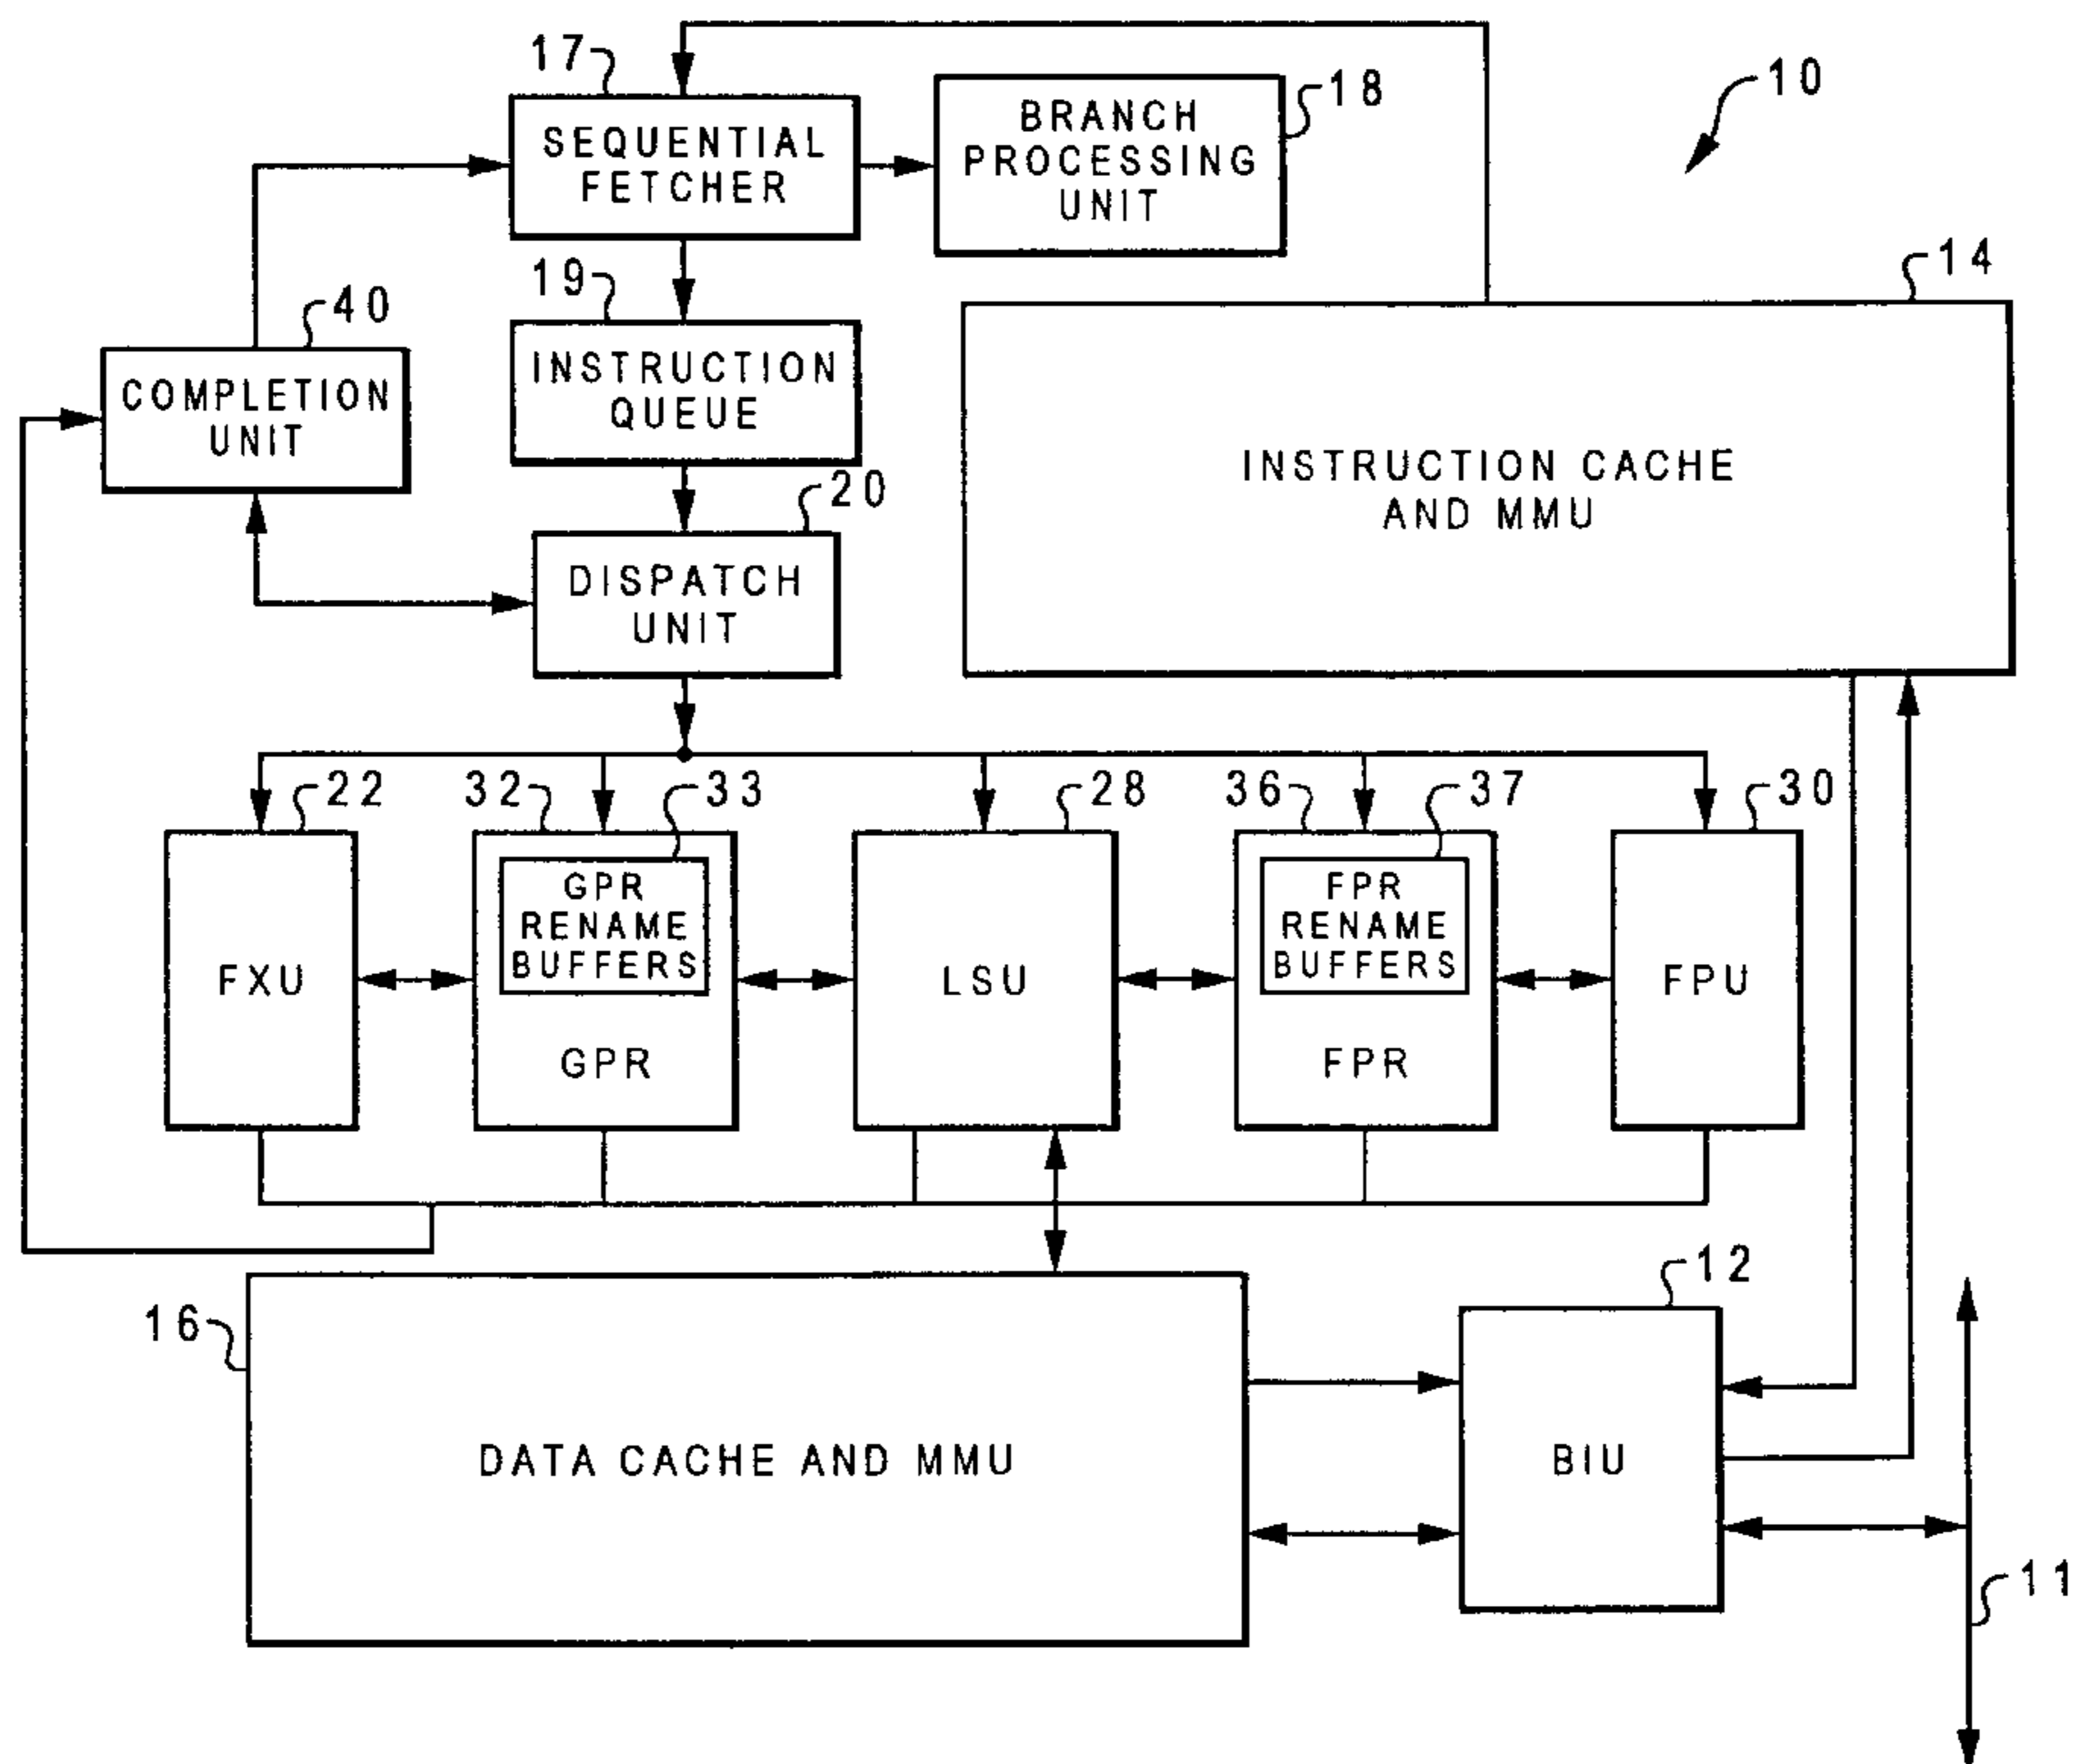 17
18
10
SEQUENTIAL
FETCHER
BRANCH
PROCESSING
UNIT
14
19
40
INSTRUCTION
QUEUE
COMPLETION
UNIT
INSTRUCTION CACHE
AND MMU
20
DISPATCH
UNIT
22
32
33
28
36
37
30
FXU
GPR
RENAME
BUFFERS
GPR
LSU
FPR
RENAME
BUFFERS
FPR
FPU
16
12
DATA CACHE AND MMU
BIU
11